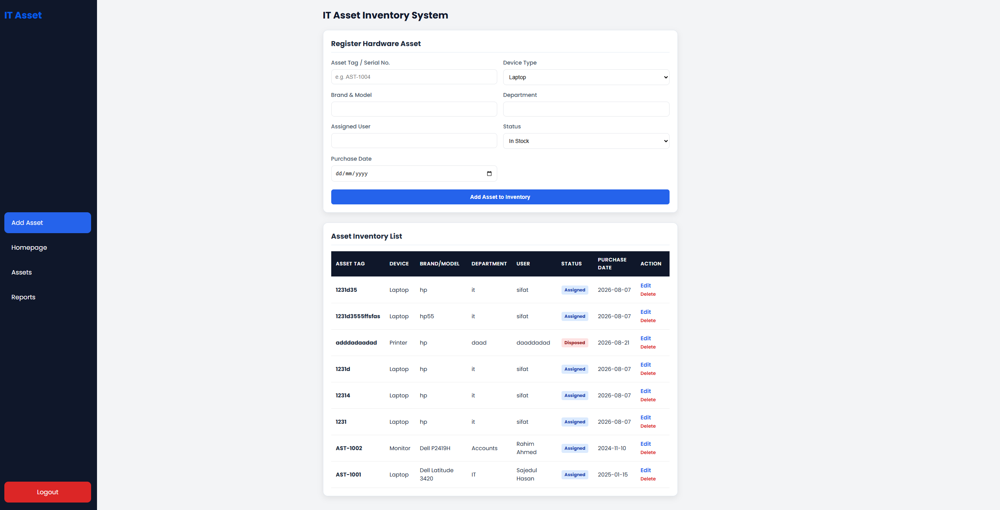 IT Asset
Add Asset
Homepage
Assets
Reports
Logout
IT Asset Inventory System
Register Hardware Asset
Asset Tag / Serial No.
e.g. AST-1004
Device Type
Laptop
Brand & Model
Department
Assigned User
Status
In Stock
Purchase Date
dd/mm/yyyy
Add Asset to Inventory
Asset Inventory List
ASSET TAG DEVICE BRAND/MODEL DEPARTMENT USER STATUS PURCHASE DATE ACTION
1231d35 Laptop hp it sifat Assigned 2026-08-07 Edit Delete
1231d3555ffsfas Laptop hp55 it sifat Assigned 2026-08-07 Edit Delete
adddadaadad Printer hp daad daaddadad Disposed 2026-08-21 Edit Delete
1231d Laptop hp it sifat Assigned 2026-08-07 Edit Delete
12314 Laptop hp it sifat Assigned 2026-08-07 Edit Delete
1231 Laptop hp it sifat Assigned 2026-08-07 Edit Delete
AST-1002 Monitor Dell P2419H Accounts Rahim Ahmed Assigned 2024-11-10 Edit Delete
AST-1001 Laptop Dell Latitude 3420 IT Sajedul Hasan Assigned 2025-01-15 Edit Delete